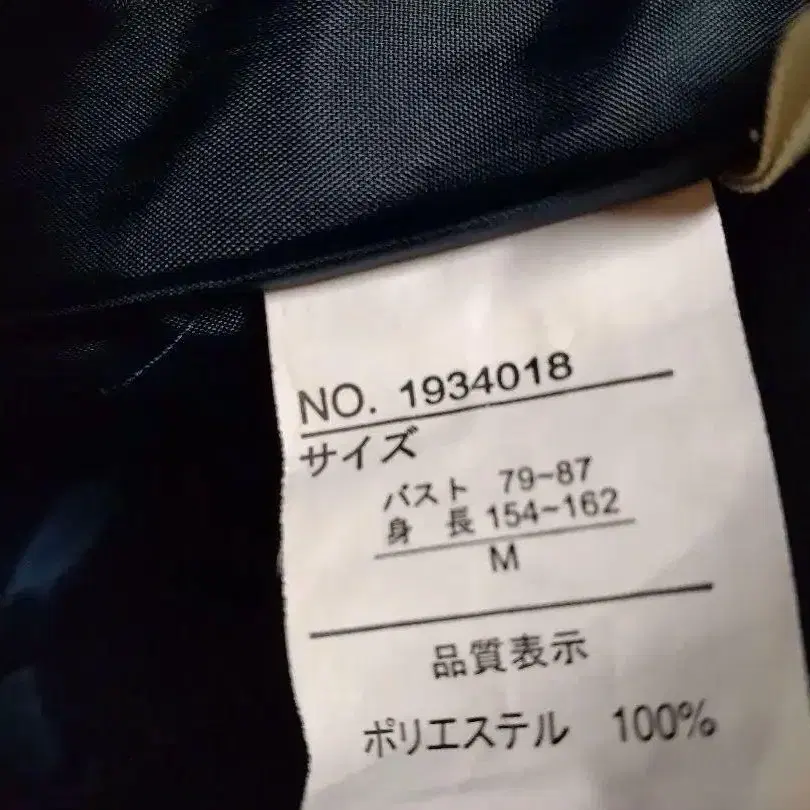 NO. 1934018
サイズ
バスト 79-87
身 長 154-162
M
品質表示
ポリエステル 100%